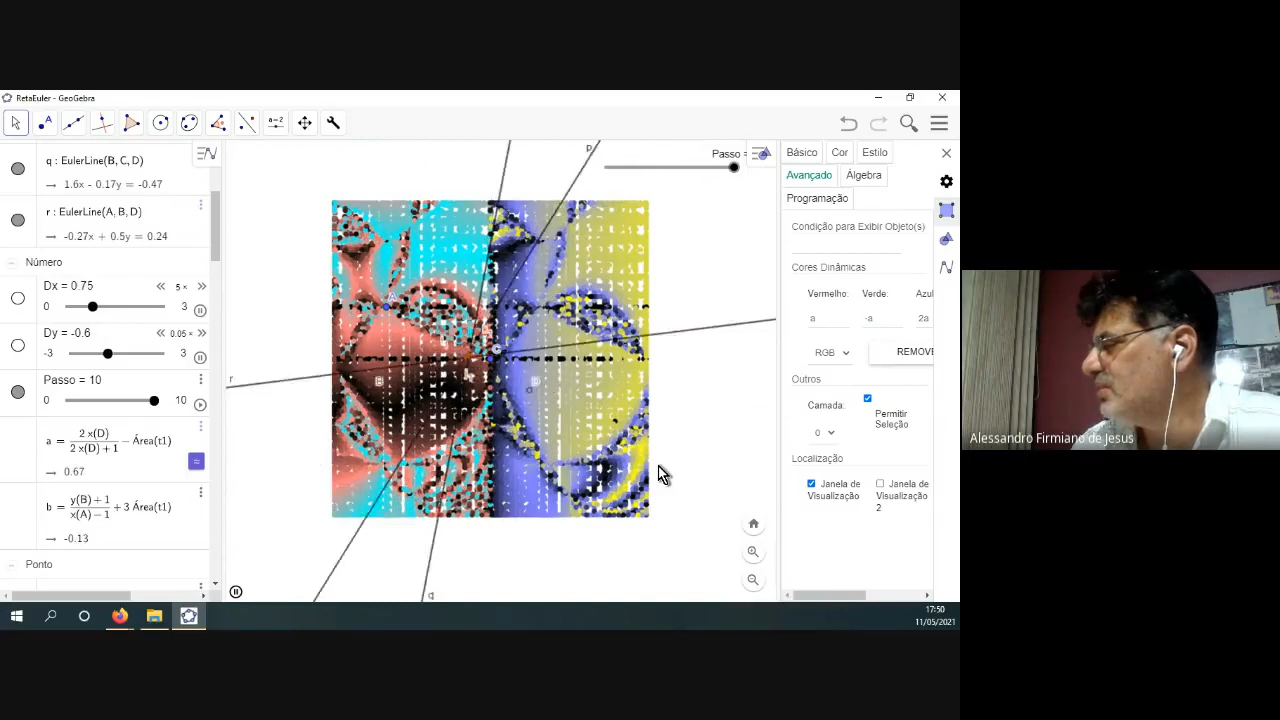 RetaEuler - GeoGebra
A
a=2
q : EulerLine(B, C, D)
→ 1.6x - 0.17y = -0.47
r : EulerLine(A, B, D)
→ -0.27x + 0.5y = 0.24
Número
Dx = 0.75
5 ×
0
3
Dy = -0.6
0.05 ×
-3
3
Passo = 10
0
10
a = 2 x(D) / 2 x(D) + 1 − Área(t1)
→ 0.67
b = y(B) + 1 / x(A) − 1 + 3 Área(t1)
→ -0.13
Ponto
p
Passo =
A
r
B
D
q
Básico
Cor
Estilo
Avançado
Álgebra
Programação
Condição para Exibir Objeto(s)
Cores Dinâmicas
Vermelho:
Verde:
Azul
a
-a
2a
RGB
REMOVE
Outros
Camada:
Permitir
Seleção
0
Localização
Janela de
Visualização
Janela de
Visualização
2
17:50
11/05/2021
Alessandro Firmiano de Jesus